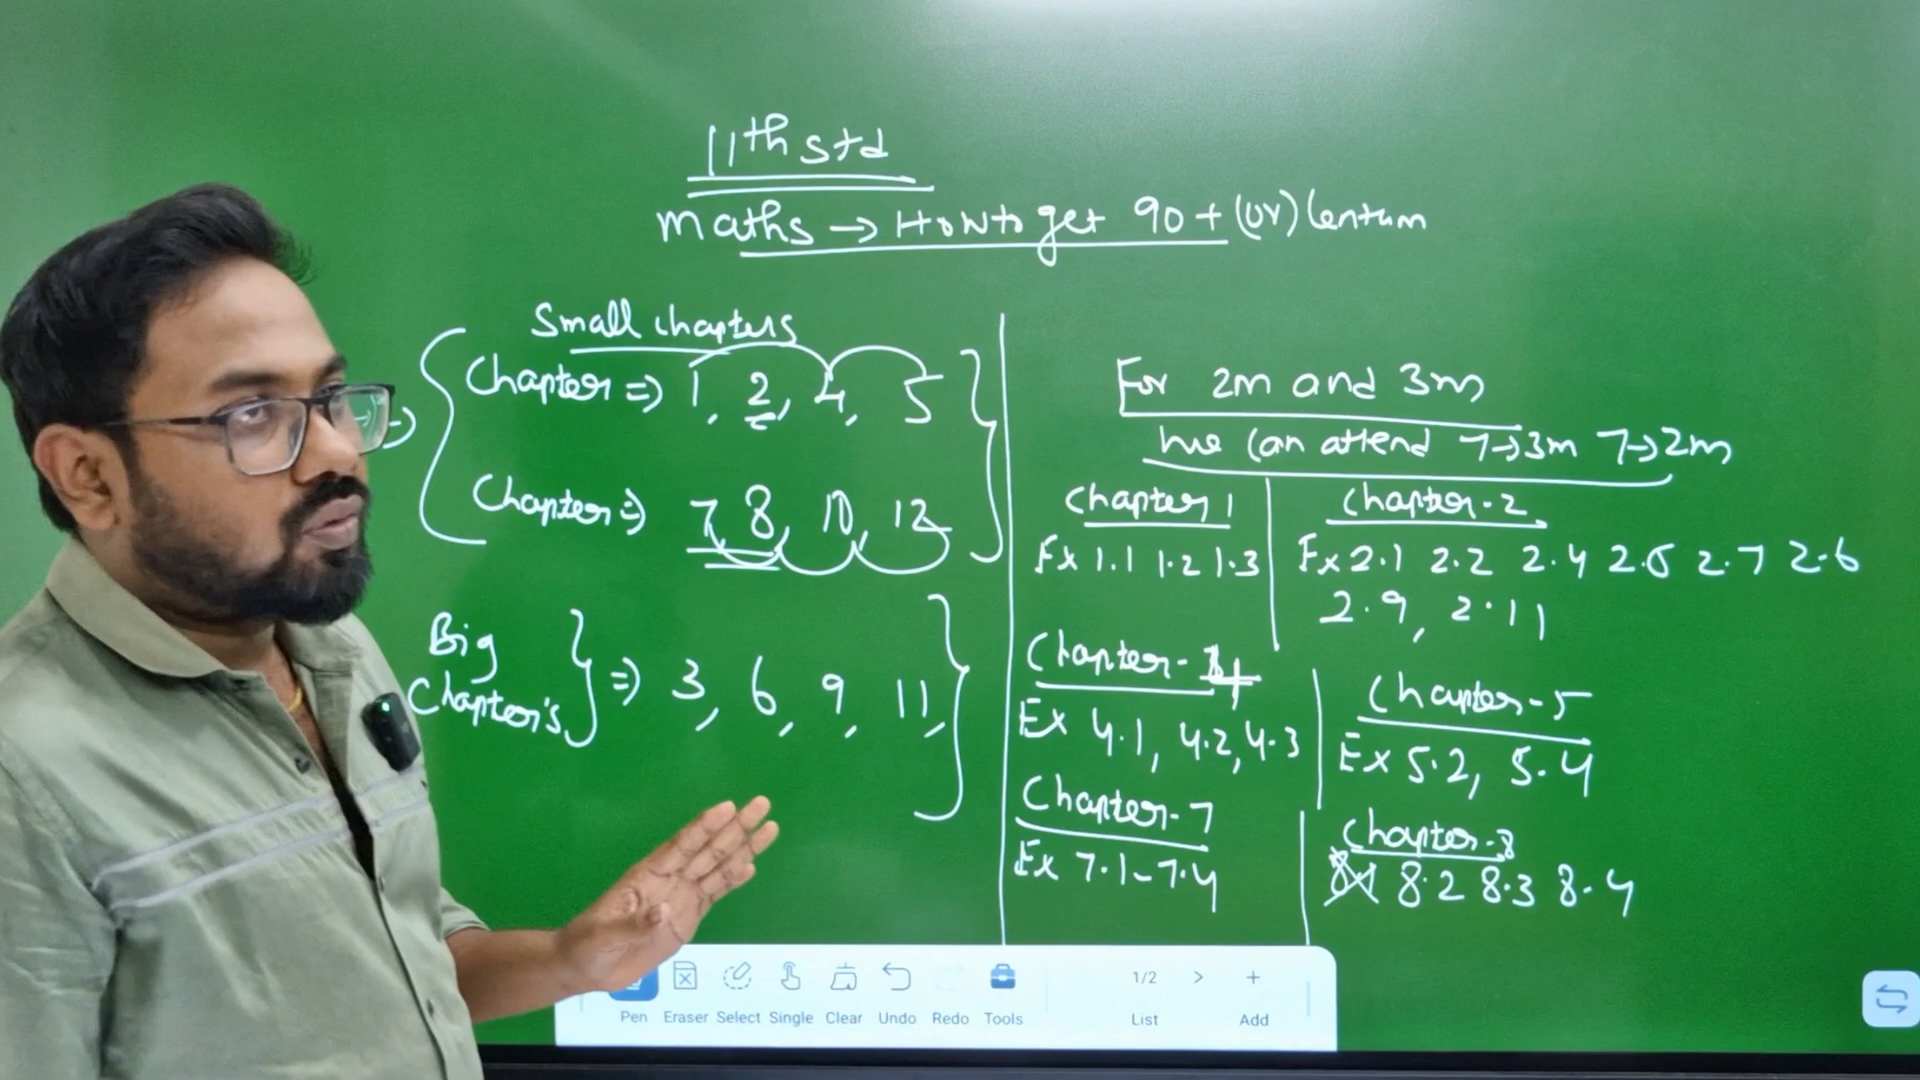 11th std
Maths → How to get 90+ (or) Centum
Small chapters
Chapter ⇒ 1, 2, 4, 5
Chapter ⇒ 7, 8, 10, 12
Big
Chapter's } ⇒ 3, 6, 9, 11,
For 2m and 3m
we can attend 7→3m 7→2m
Chapter 1
Ex 1.1 1.2 1.3
Chapter-2
Ex 2.1 2.2 2.4 2.5 2.7 2.6
2.9, 2.11
Chapter-4
Ex 4.1, 4.2, 4.3
Chapter-5
Ex 5.2, 5.4
Chapter-7
Ex 7.1-7.4
Chapter-8
8.1 8.2 8.3 8.4
1/2 > +
Pen Eraser Select Single Clear Undo Redo Tools List Add